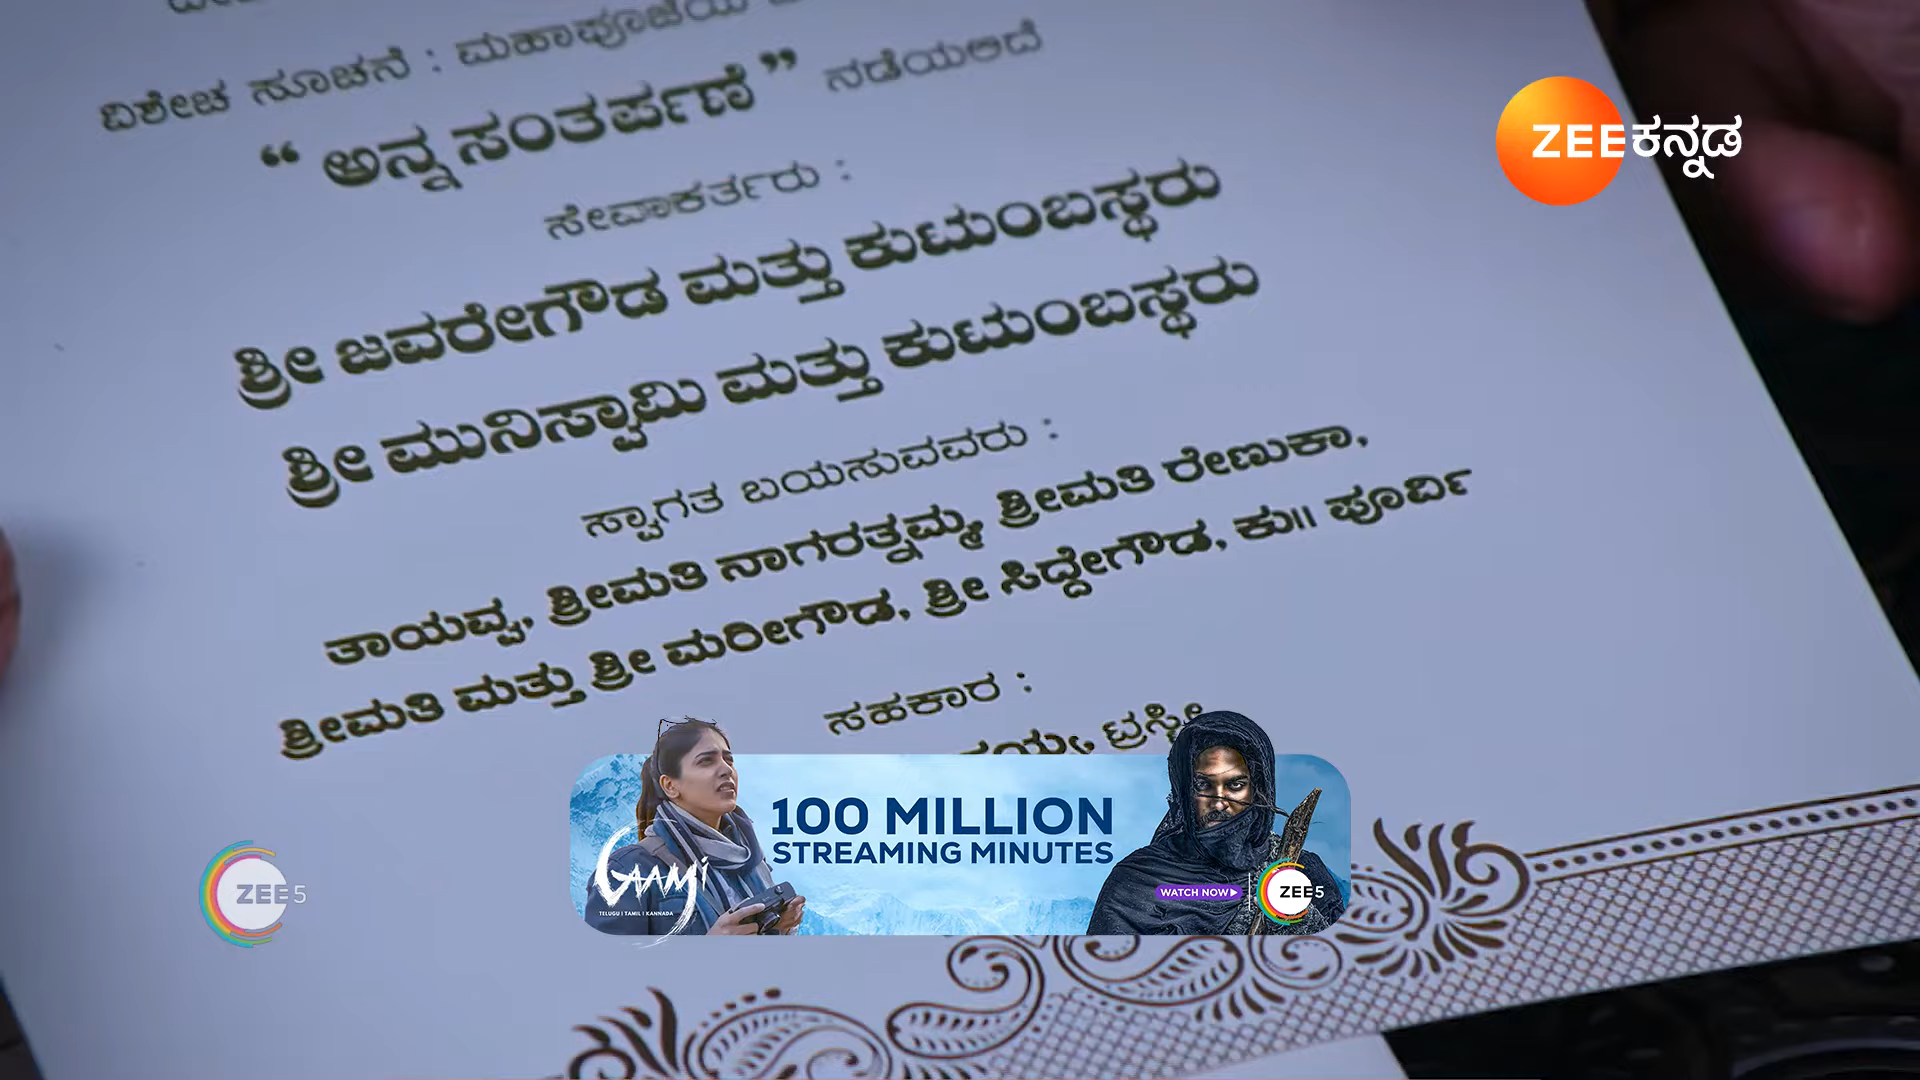 ವಿಶೇಚ ಸೂಚನೆ : ಮಹಾಪೂಜೆಯ
“ ಅನ್ನಸಂತರ್ಪಣೆ ” ನಡೆಯಲಿದೆ
ಸೇವಾಕರ್ತರು :
ಶ್ರೀ ಜವರೇಗೌಡ ಮತ್ತು ಕುಟುಂಬಸ್ಥರು
ಶ್ರೀ ಮುನಿಸ್ವಾಮಿ ಮತ್ತು ಕುಟುಂಬಸ್ಥರು
ಸ್ವಾಗತ ಬಯಸುವವರು :
ತಾಯವ್ವ, ಶ್ರೀಮತಿ ನಾಗರತ್ನಮ್ಮ, ಶ್ರೀಮತಿ ರೇಣುಕಾ,
ಶ್ರೀಮತಿ ಮತ್ತು ಶ್ರೀ ಮರೀಗೌಡ, ಶ್ರೀ ಸಿದ್ದೇಗೌಡ, ಕು॥ ಪೂರ್ವಿ
ಸಹಕಾರ :
ZEE ಕನ್ನಡ
ZEE5
GAAMI
TELUGU | TAMIL | KANNADA
100 MILLION
STREAMING MINUTES
WATCH NOW
ZEE5